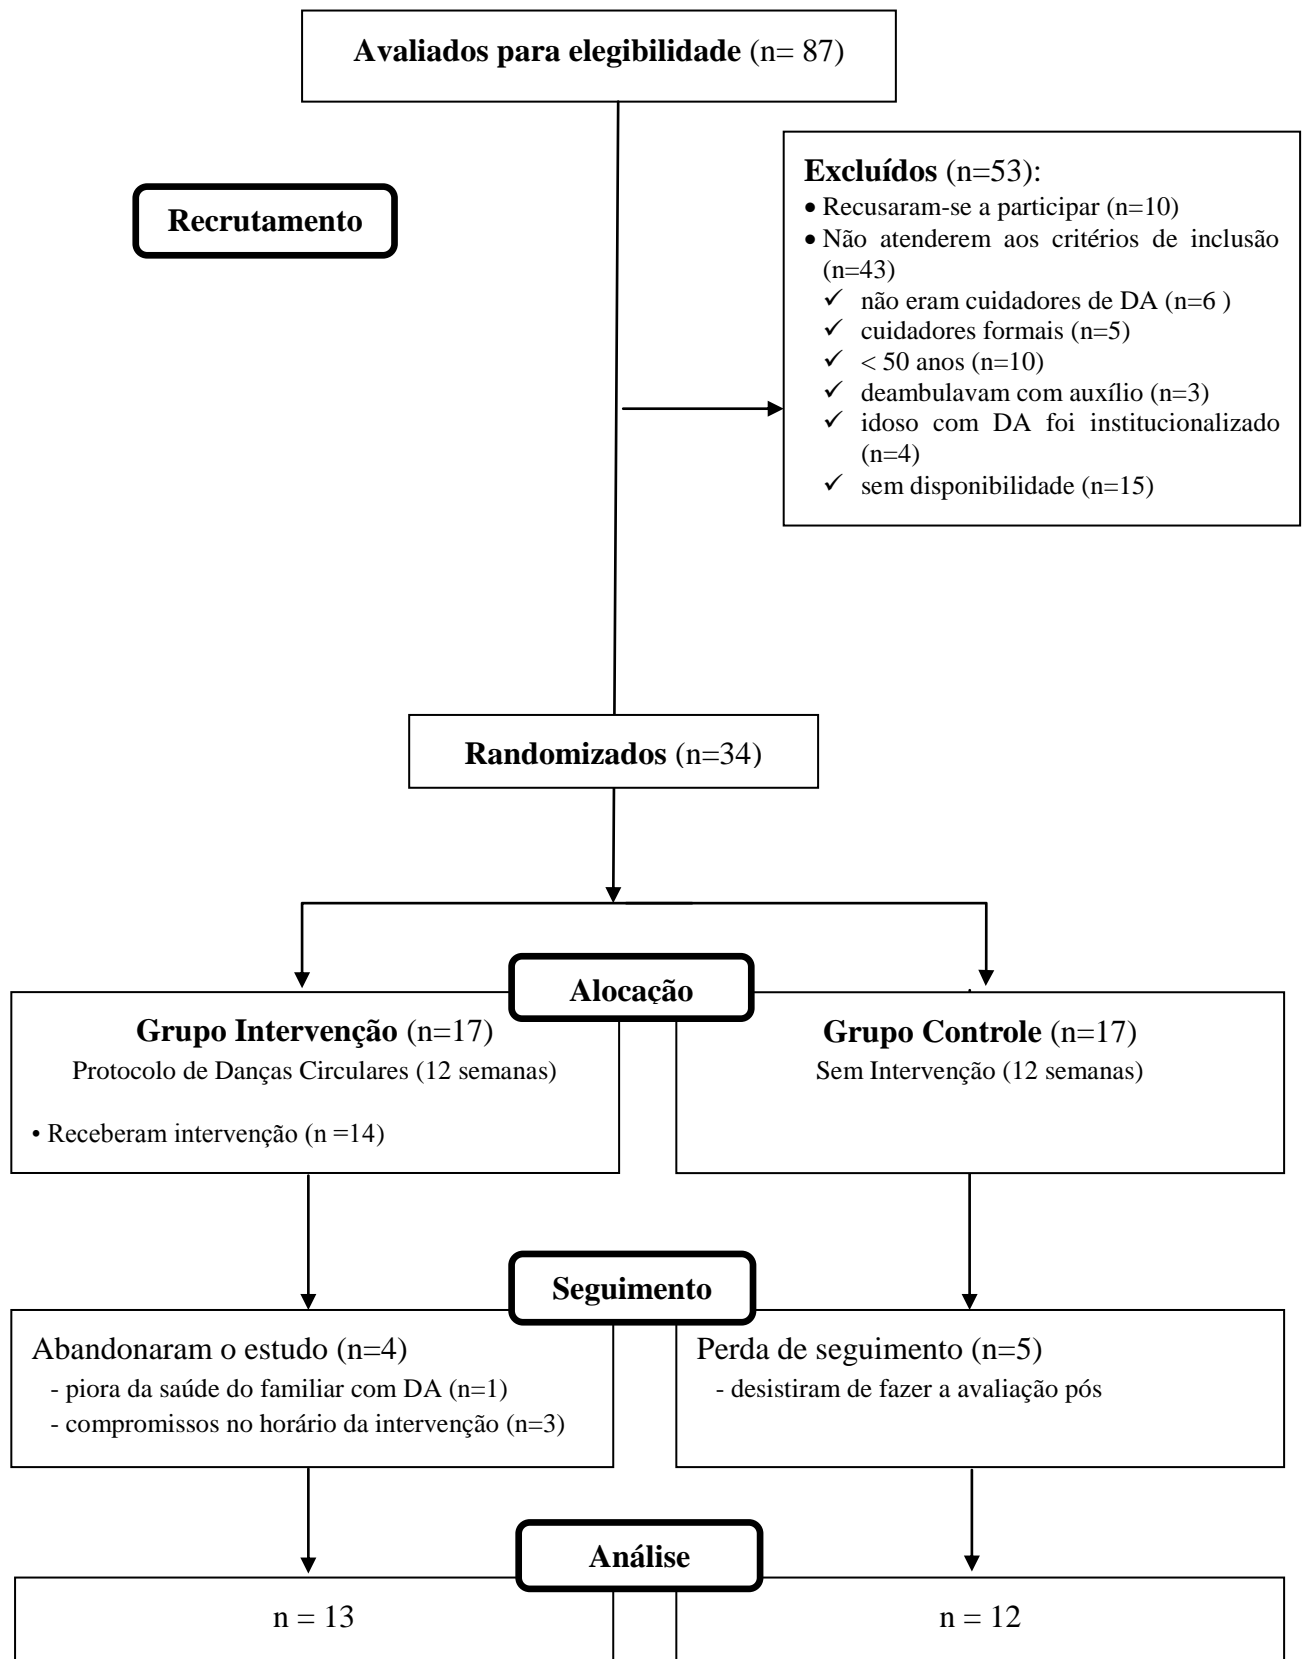 Avaliados para elegibilidade (n= 87)
Recrutamento
Excluídos (n=53):
• Recusaram-se a participar (n=10)
• Não atenderem aos critérios de inclusão
(n=43)
✓ não eram cuidadores de DA (n=6 )
✓ cuidadores formais (n=5)
✓ < 50 anos (n=10)
✓ deambulavam com auxílio (n=3)
✓ idoso com DA foi institucionalizado
(n=4)
✓ sem disponibilidade (n=15)
Randomizados (n=34)
Alocação
Grupo Intervenção (n=17)
Protocolo de Danças Circulares (12 semanas)
• Receberam intervenção (n =14)
Grupo Controle (n=17)
Sem Intervenção (12 semanas)
Seguimento
Abandonaram o estudo (n=4)
- piora da saúde do familiar com DA (n=1)
- compromissos no horário da intervenção (n=3)
Perda de seguimento (n=5)
- desistiram de fazer a avaliação pós
Análise
n = 13
n = 12